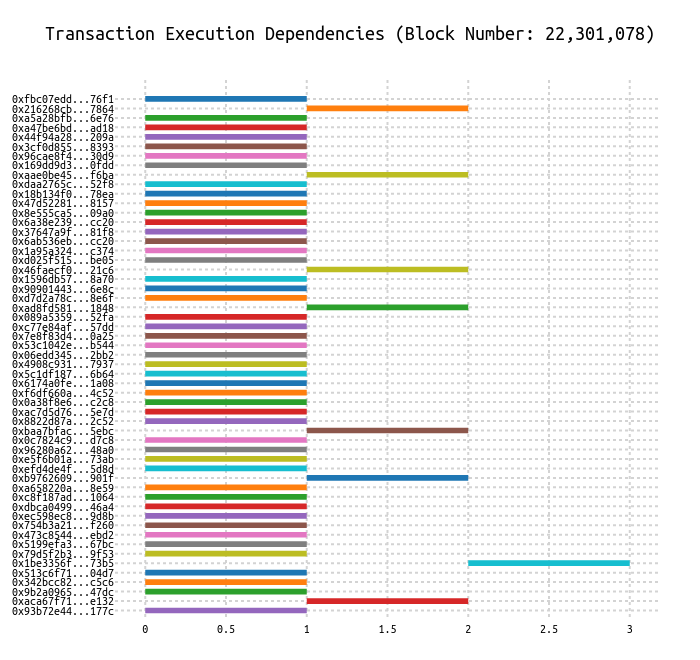 Transaction Execution Dependencies (Block Number: 22,301,078)
0xfbc07edd...76f1
0x216268cb...7864
0xa5a28bfb...6e76
0xa47be6bd...ad18
0x44f94a28...209a
0x3cf0d855...8393
0x96cae8f4...30d9
0x169dd9d3...0fdd
0xaae0be45...f6ba
0xdaa2765c...52f8
0x18b134f0...78ea
0x47d52281...8157
0x8e555ca5...09a0
0x6a38e239...cc20
0x37647a9f...81f8
0x6ab536eb...cc20
0x1a95a324...c374
0xd025f515...be05
0x46faecf0...21c6
0x1596db57...8a70
0x90901443...6e8c
0xd7d2a78c...8e6f
0xad8fd581...1848
0x089a5359...52fa
0xc77e84af...57dd
0x7e8f83d4...0a25
0x53c1042e...b544
0x06edd345...2bb2
0x4908c931...7937
0x5c1df187...6b64
0x6174a0fe...1a08
0xf6df660a...4c52
0x0a38f8e6...c2c8
0xac7d5d76...5e7d
0x8822d87a...2c52
0xbaa7bfac...5ebc
0x0c7824c9...d7c8
0x96280a62...48a0
0xe5f6b01a...73ab
0xefd4de4f...5d8d
0xb9762609...901f
0xa658220a...8e59
0xc8f187ad...1064
0xdbca0499...46a4
0xec598ec8...9d8b
0x754b3a21...f260
0x473c8544...ebd2
0x5199efa3...67bc
0x79d5f2b3...9f53
0x1be3356f...73b5
0x513c6f71...04d7
0x342bcc82...c5c6
0x9b2a0965...47dc
0xaca67f71...e132
0x93b72e44...177c
0 0.5 1 1.5 2 2.5 3